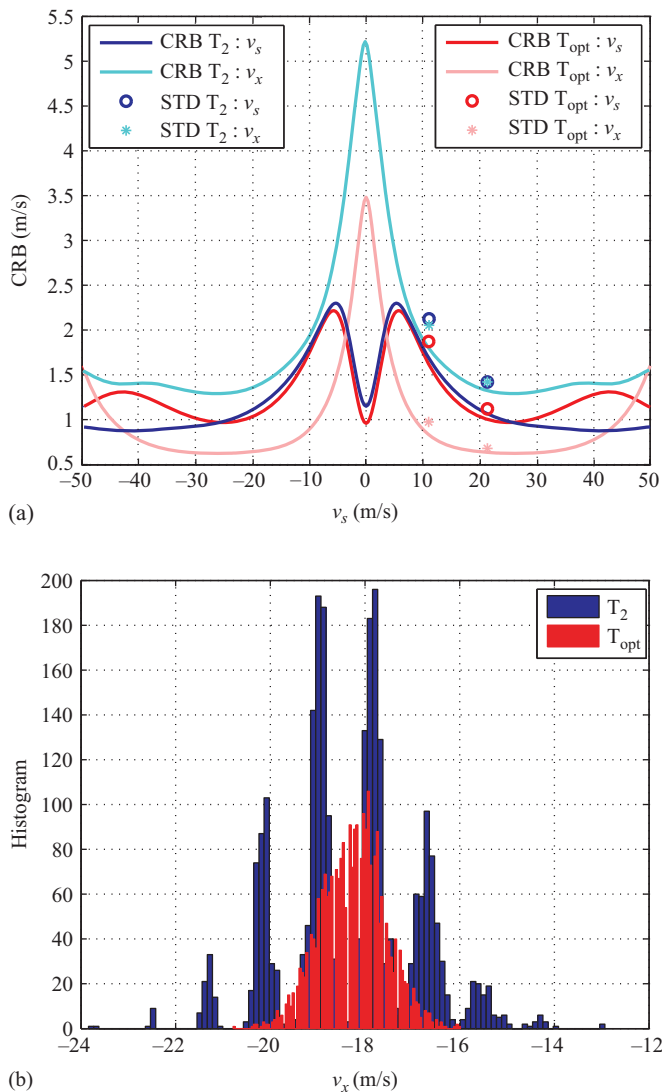 5.5
5
4.5
4
3.5
3
2.5
2
1.5
1
0.5
CRB (m/s)
CRB T2 : vs
CRB T2 : vx
STD T2 : vs
STD T2 : vx
CRB Topt : vs
CRB Topt : vx
STD Topt : vs
STD Topt : vx
–50 –40 –30 –20 –10 0 10 20 30 40 50
(a) vs (m/s)
200
180
160
140
120
100
80
60
40
20
0
Histogram
T2
Topt
–24 –22 –20 –18 –16 –14 –12
(b) vx (m/s)